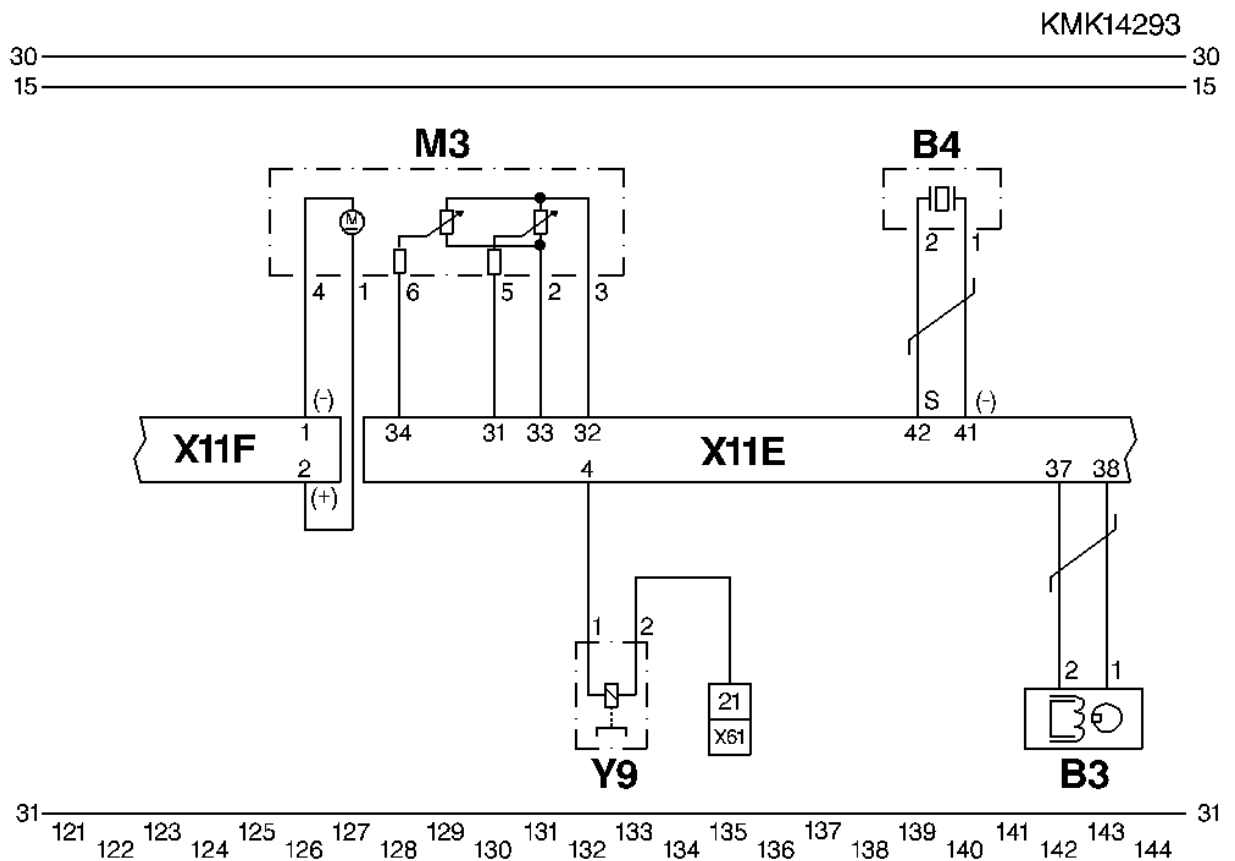 KMK14293
30 30
15 15
M3 B4
M
2 1
4 1 6 5 2 3
(-) S (-)
1 34 31 33 32 42 41
X11F X11E
2 4 37 38
(+)
1 2
2 1
21
X61
Y9 B3
31 31
121 123 125 127 129 131 133 135 137 139 141 143
122 124 126 128 130 132 134 136 138 140 142 144